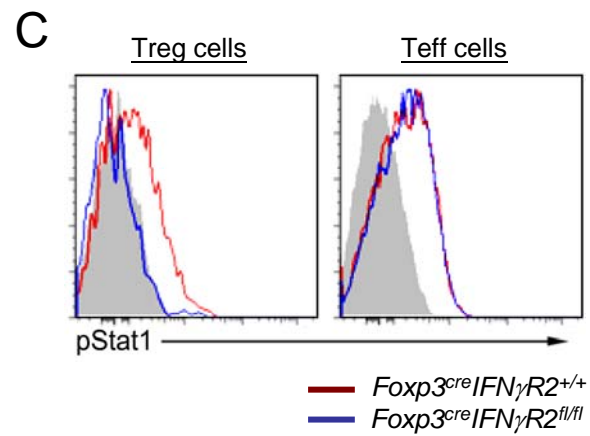 C
Treg cells
Teff cells
pStat1
Foxp3creIFNγR2+/+
Foxp3creIFNγR2fl/fl